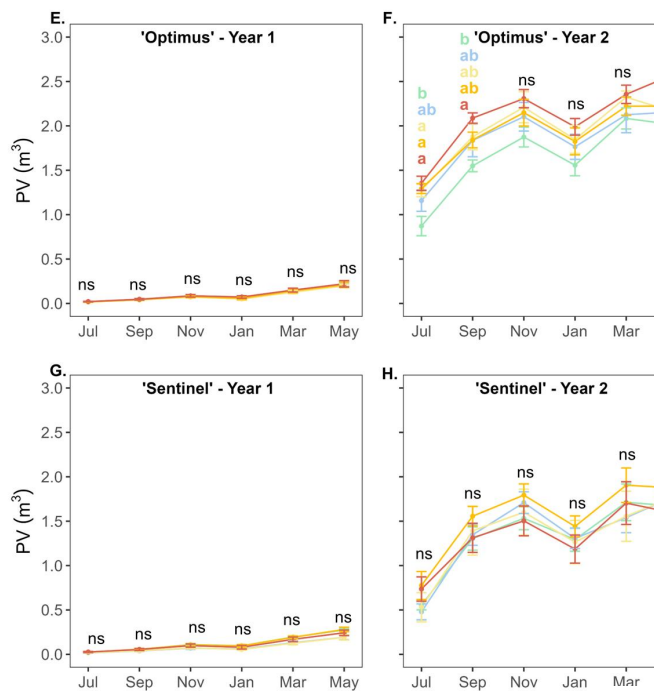 E.
'Optimus' - Year 1
3.0
2.5
2.0
1.5
1.0
0.5
0.0
PV (m³)
ns ns ns ns ns ns
Jul Sep Nov Jan Mar May
F.
'Optimus' - Year 2
b
ab
a
a
a
b
ab
ab
ab
a
ns ns ns
Jul Sep Nov Jan Mar
G.
'Sentinel' - Year 1
3.0
2.5
2.0
1.5
1.0
0.5
0.0
PV (m³)
ns ns ns ns ns ns
Jul Sep Nov Jan Mar May
H.
'Sentinel' - Year 2
ns ns ns ns ns
Jul Sep Nov Jan Mar